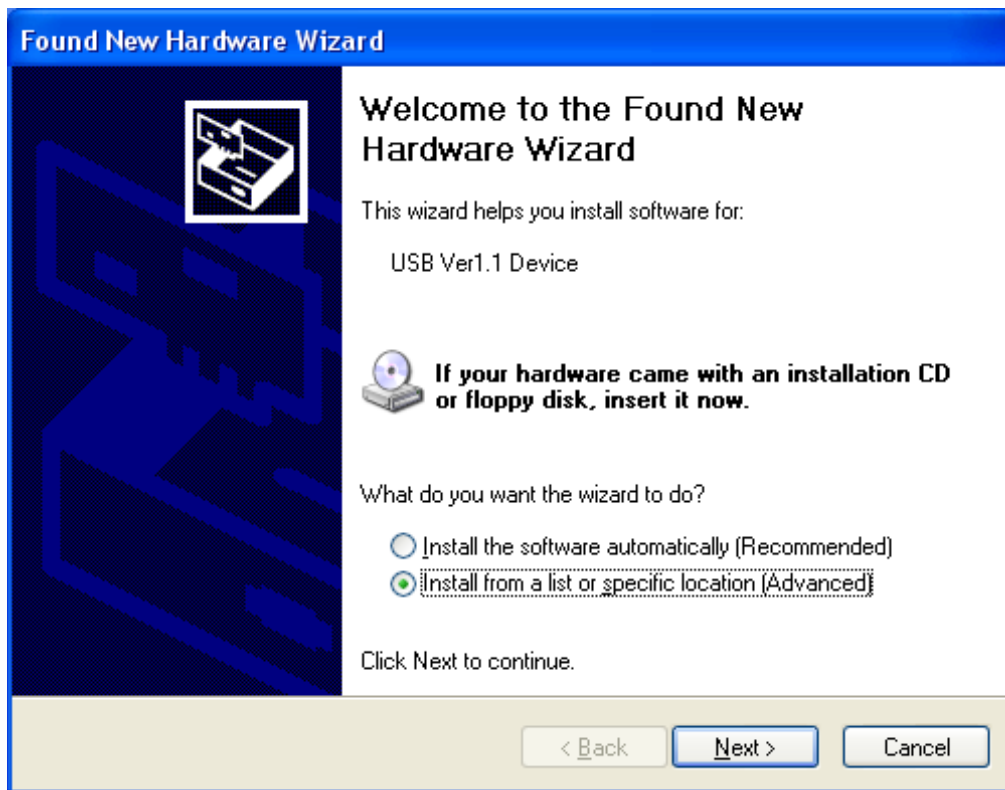 Found New Hardware Wizard
Welcome to the Found New
Hardware Wizard
This wizard helps you install software for:
USB Ver1.1 Device
If your hardware came with an installation CD
or floppy disk, insert it now.
What do you want the wizard to do?
Install the software automatically (Recommended)
Install from a list or specific location (Advanced)
Click Next to continue.
< Back Next > Cancel